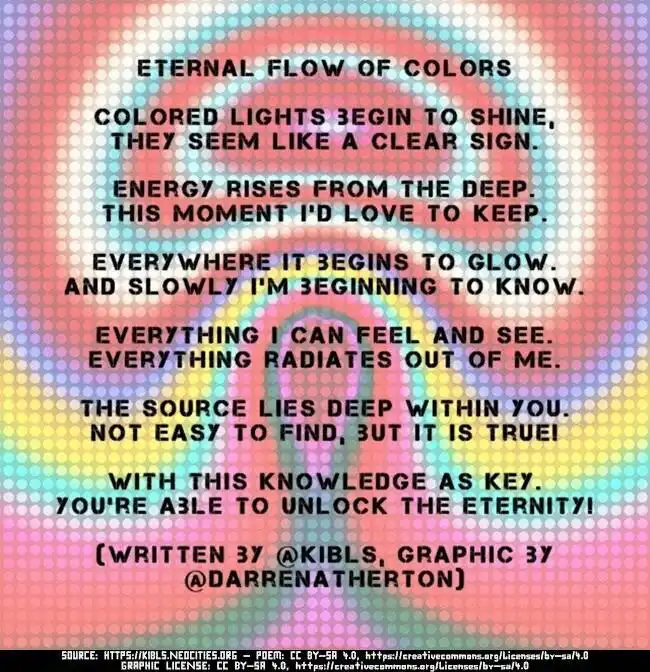 ETERNAL FLOW OF COLORS
COLORED LIGHTS BEGIN TO SHINE,
THEY SEEM LIKE A CLEAR SIGN.
ENERGY RISES FROM THE DEEP.
THIS MOMENT I'D LOVE TO KEEP.
EVERYWHERE IT BEGINS TO GLOW.
AND SLOWLY I'M BEGINNING TO KNOW.
EVERYTHING I CAN FEEL AND SEE.
EVERYTHING RADIATES OUT OF ME.
THE SOURCE LIES DEEP WITHIN YOU.
NOT EASY TO FIND, BUT IT IS TRUE!
WITH THIS KNOWLEDGE AS KEY.
YOU'RE ABLE TO UNLOCK THE ETERNITY!
(WRITTEN BY @KIBLS, GRAPHIC BY
@DARRENATHERTON)
SOURCE: HTTPS://KIBLS.NEOCITIES.ORG - POEM: CC BY-SA 4.0, https://creativecommons.org/licenses/by-sa/4.0
GRAPHIC LICENSE: CC BY-SA 4.0, https://creativecommons.org/licenses/by-sa/4.0